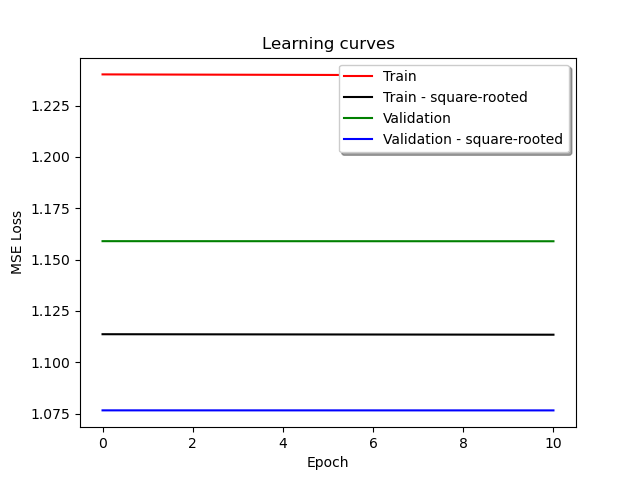 Learning curves
Train
Train - square-rooted
Validation
Validation - square-rooted
MSE Loss
1.225
1.200
1.175
1.150
1.125
1.100
1.075
0 2 4 6 8 10
Epoch